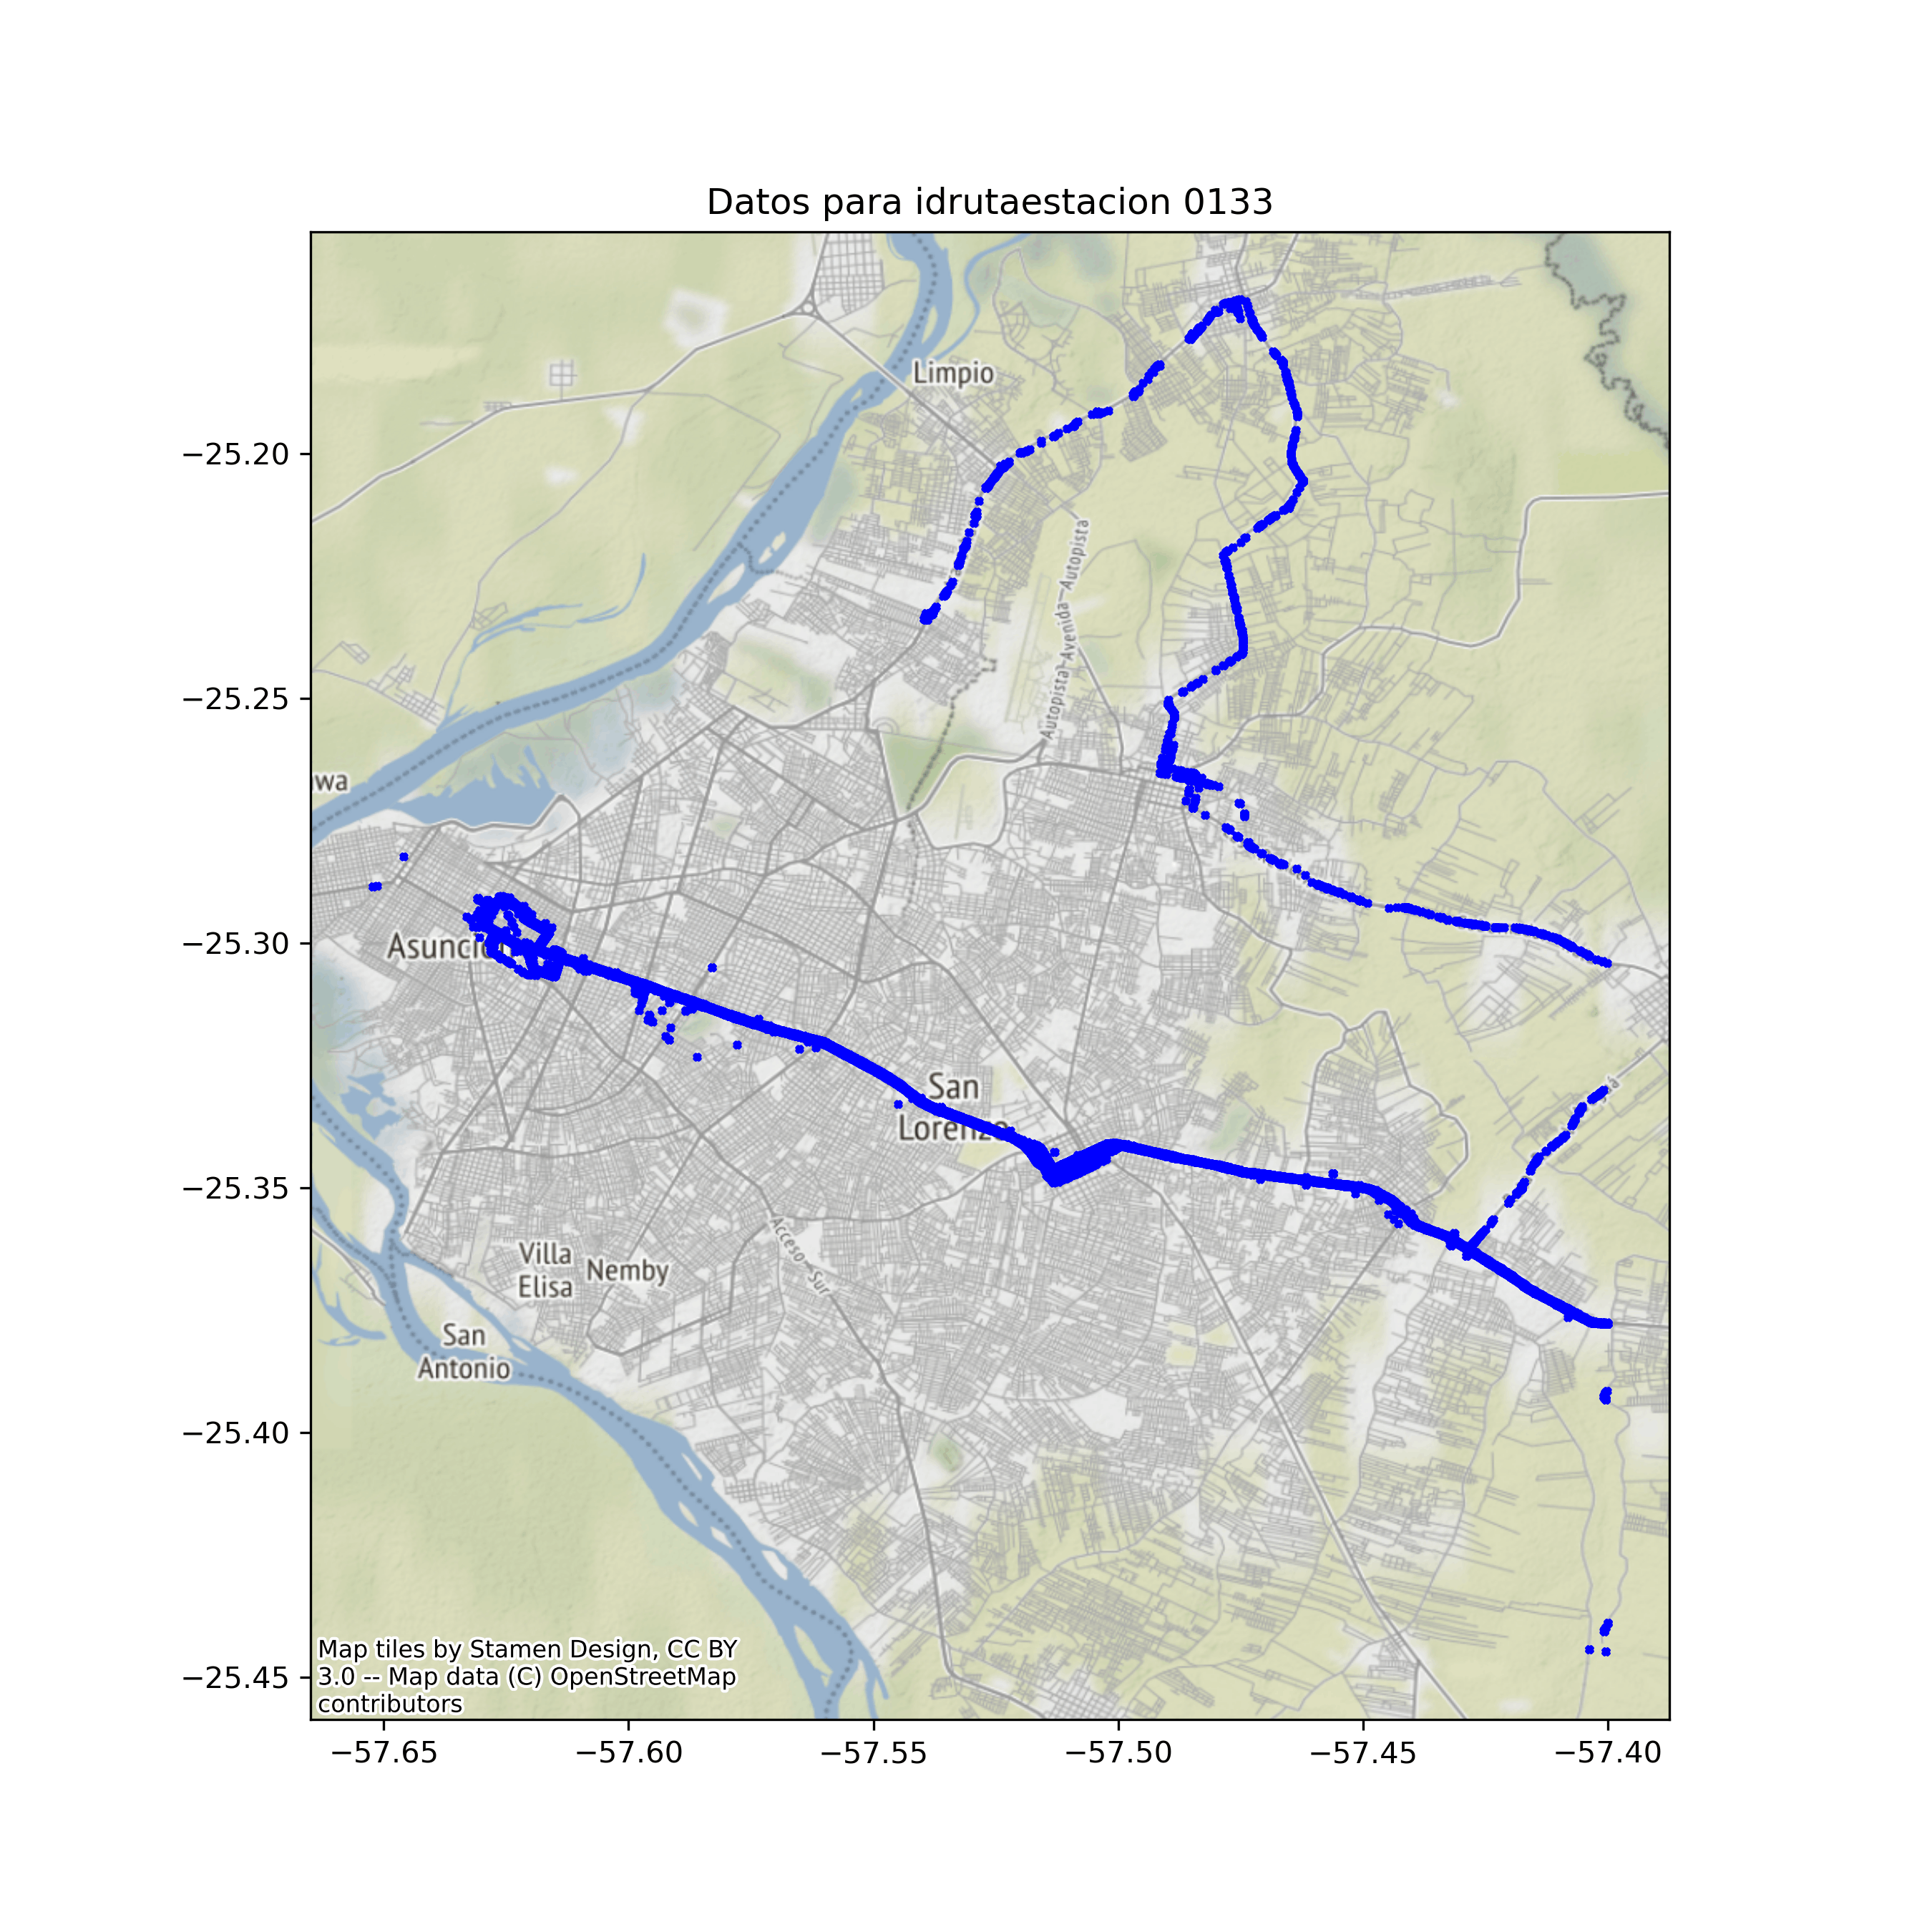 Datos para idrutaestacion 0133
Limpio
−25.20
Autopista Avenida Autopista
−25.25
wa
−25.30
Asunció
San
Lorenzo
−25.35
Acceso Sur
Villa
Elisa
Nemby
San
Antonio
−25.40
Map tiles by Stamen Design, CC BY
3.0 -- Map data (C) OpenStreetMap
contributors
−25.45
−57.65 −57.60 −57.55 −57.50 −57.45 −57.40